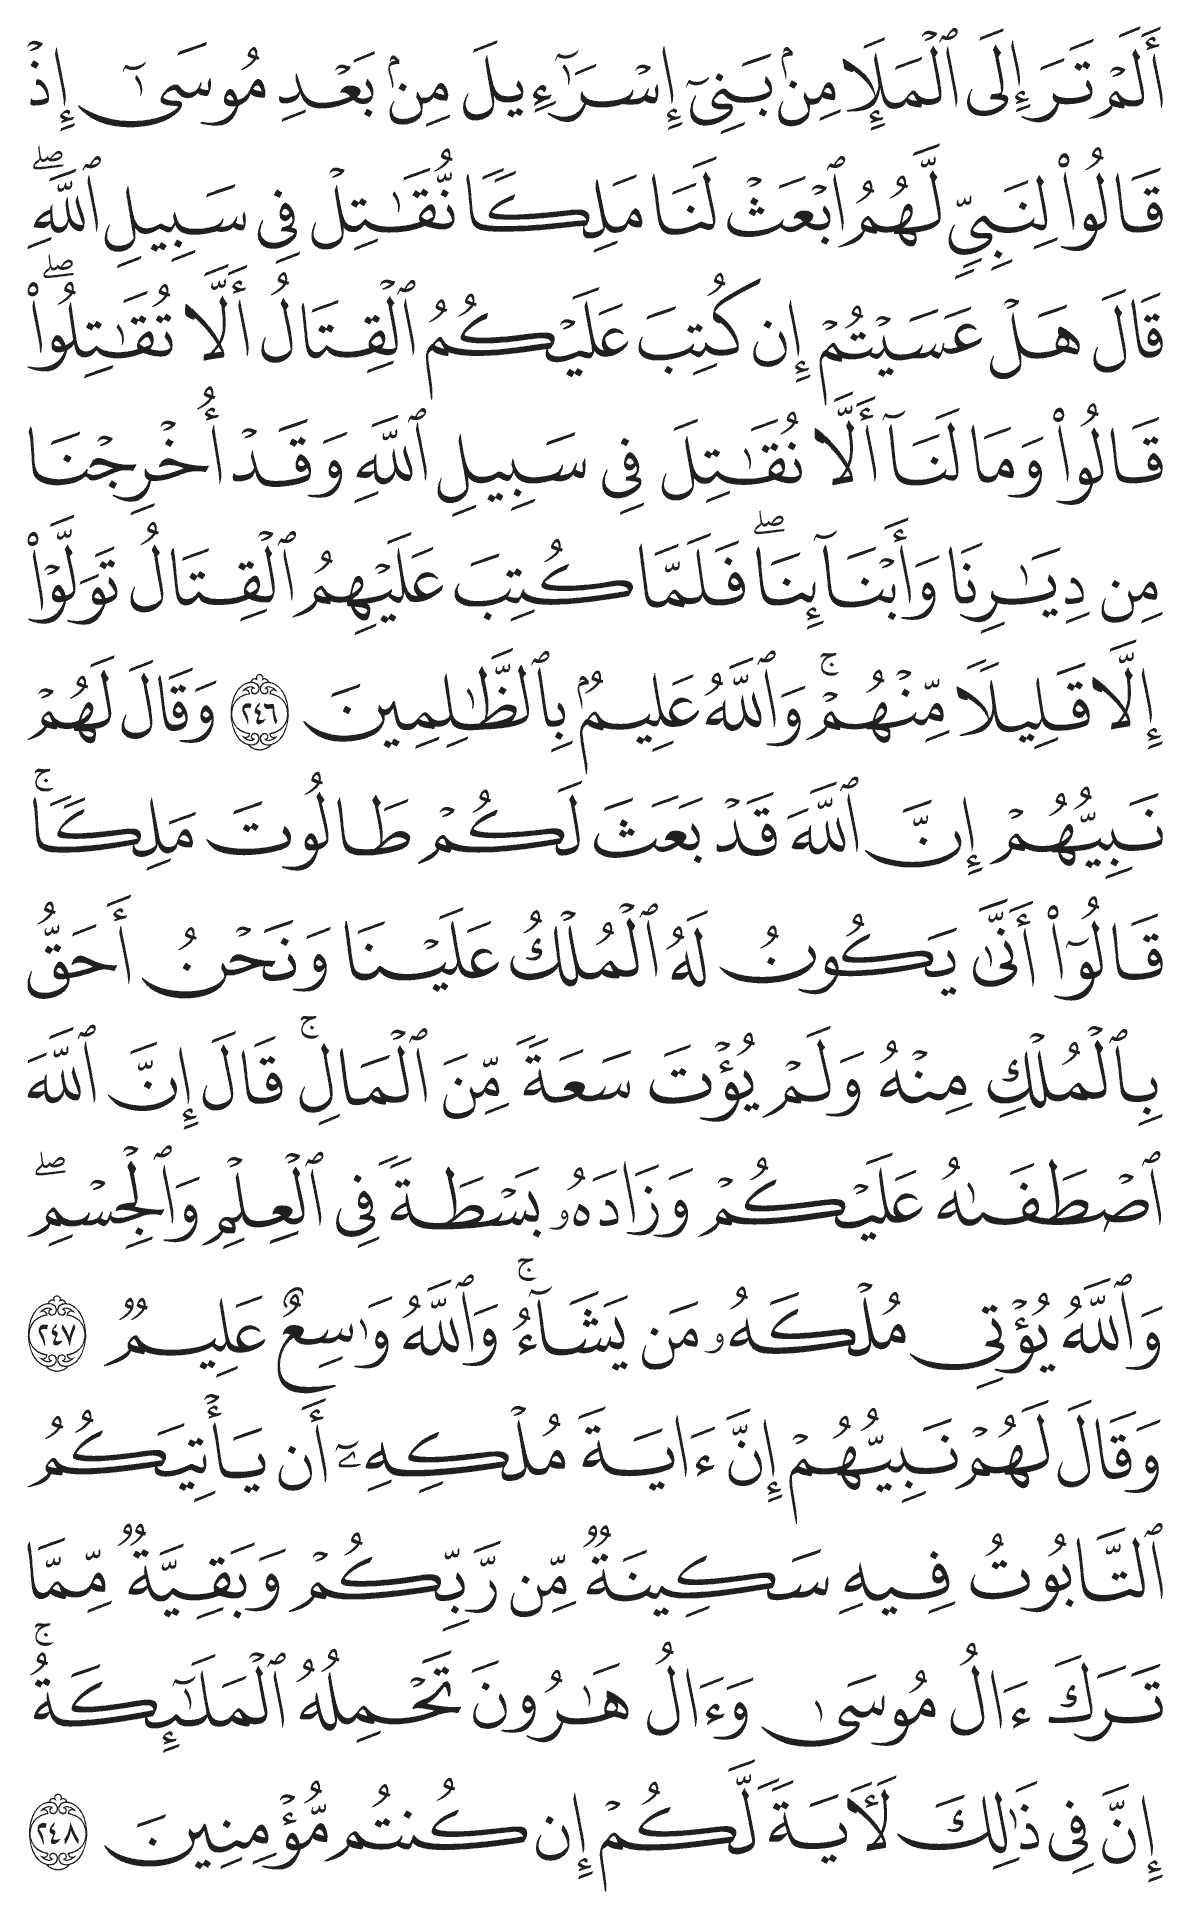 أَلَمۡ تَرَ إِلَى ٱلۡمَلَإِ مِنۢ بَنِيٓ إِسۡرَٰٓءِيلَ مِنۢ بَعۡدِ مُوسَىٰٓ إِذۡ
قَالُواْ لِنَبِيّٖ لَّهُمُ ٱبۡعَثۡ لَنَا مَلِكٗا نُّقَٰتِلۡ فِي سَبِيلِ ٱللَّهِۖ
قَالَ هَلۡ عَسَيۡتُمۡ إِن كُتِبَ عَلَيۡكُمُ ٱلۡقِتَالُ أَلَّا تُقَٰتِلُواْۖ
قَالُواْ وَمَا لَنَآ أَلَّا نُقَٰتِلَ فِي سَبِيلِ ٱللَّهِ وَقَدۡ أُخۡرِجۡنَا
مِن دِيَٰرِنَا وَأَبۡنَآئِنَاۖ فَلَمَّا كُتِبَ عَلَيۡهِمُ ٱلۡقِتَالُ تَوَلَّوۡاْ
إِلَّا قَلِيلٗا مِّنۡهُمۡۚ وَٱللَّهُ عَلِيمُۢ بِٱلظَّٰلِمِينَ ٢٤٦ وَقَالَ لَهُمۡ
نَبِيُّهُمۡ إِنَّ ٱللَّهَ قَدۡ بَعَثَ لَكُمۡ طَالُوتَ مَلِكٗاۚ
قَالُوٓاْ أَنَّىٰ يَكُونُ لَهُ ٱلۡمُلۡكُ عَلَيۡنَا وَنَحۡنُ أَحَقُّ
بِٱلۡمُلۡكِ مِنۡهُ وَلَمۡ يُؤۡتَ سَعَةٗ مِّنَ ٱلۡمَالِۚ قَالَ إِنَّ ٱللَّهَ
ٱصۡطَفَىٰهُ عَلَيۡكُمۡ وَزَادَهُۥ بَسۡطَةٗ فِي ٱلۡعِلۡمِ وَٱلۡجِسۡمِۖ
وَٱللَّهُ يُؤۡتِي مُلۡكَهُۥ مَن يَشَآءُۚ وَٱللَّهُ وَٰسِعٌ عَلِيمٞ ٢٤٧
وَقَالَ لَهُمۡ نَبِيُّهُمۡ إِنَّ ءَايَةَ مُلۡكِهِۦٓ أَن يَأۡتِيَكُمُ
ٱلتَّابُوتُ فِيهِ سَكِينَةٞ مِّن رَّبِّكُمۡ وَبَقِيَّةٞ مِّمَّا
تَرَكَ ءَالُ مُوسَىٰ وَءَالُ هَٰرُونَ تَحۡمِلُهُ ٱلۡمَلَٰٓئِكَةُۚ
إِنَّ فِي ذَٰلِكَ لَأٓيَةٗ لَّكُمۡ إِن كُنتُم مُّؤۡمِنِينَ ٢٤٨